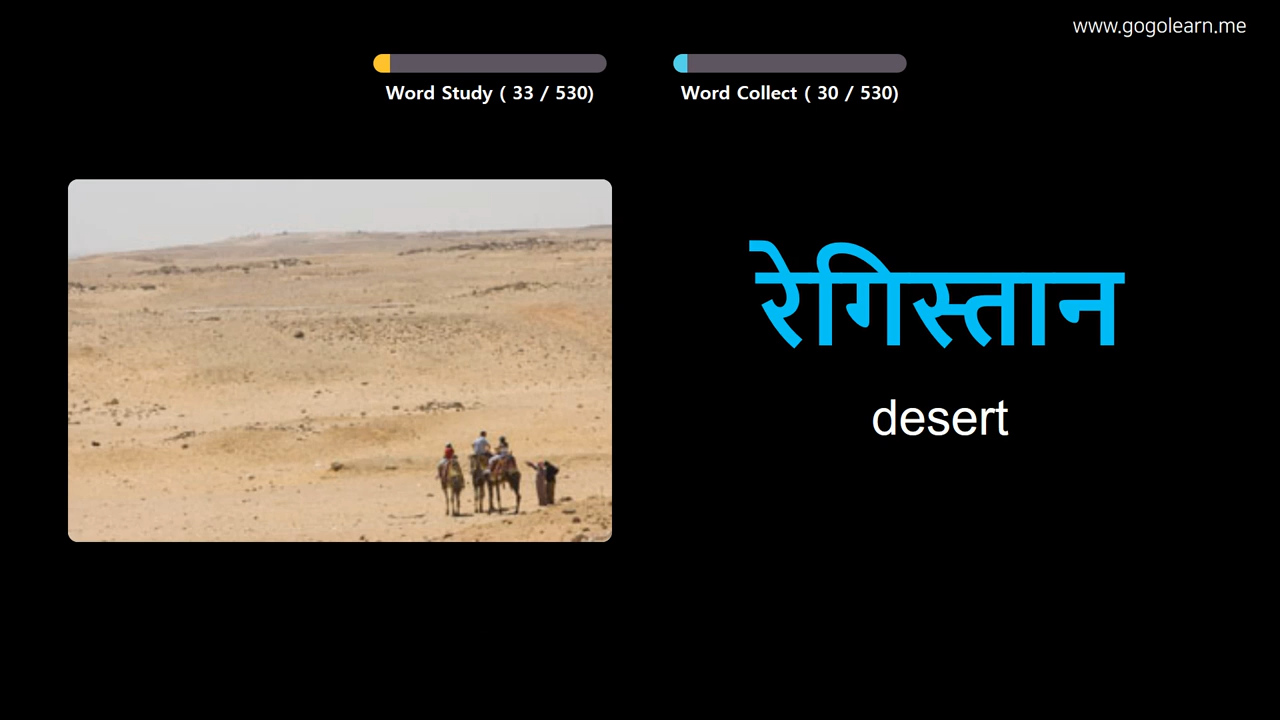 www.gogolearn.me
Word Study ( 33 / 530)
Word Collect ( 30 / 530)
रेगिस्तान
desert